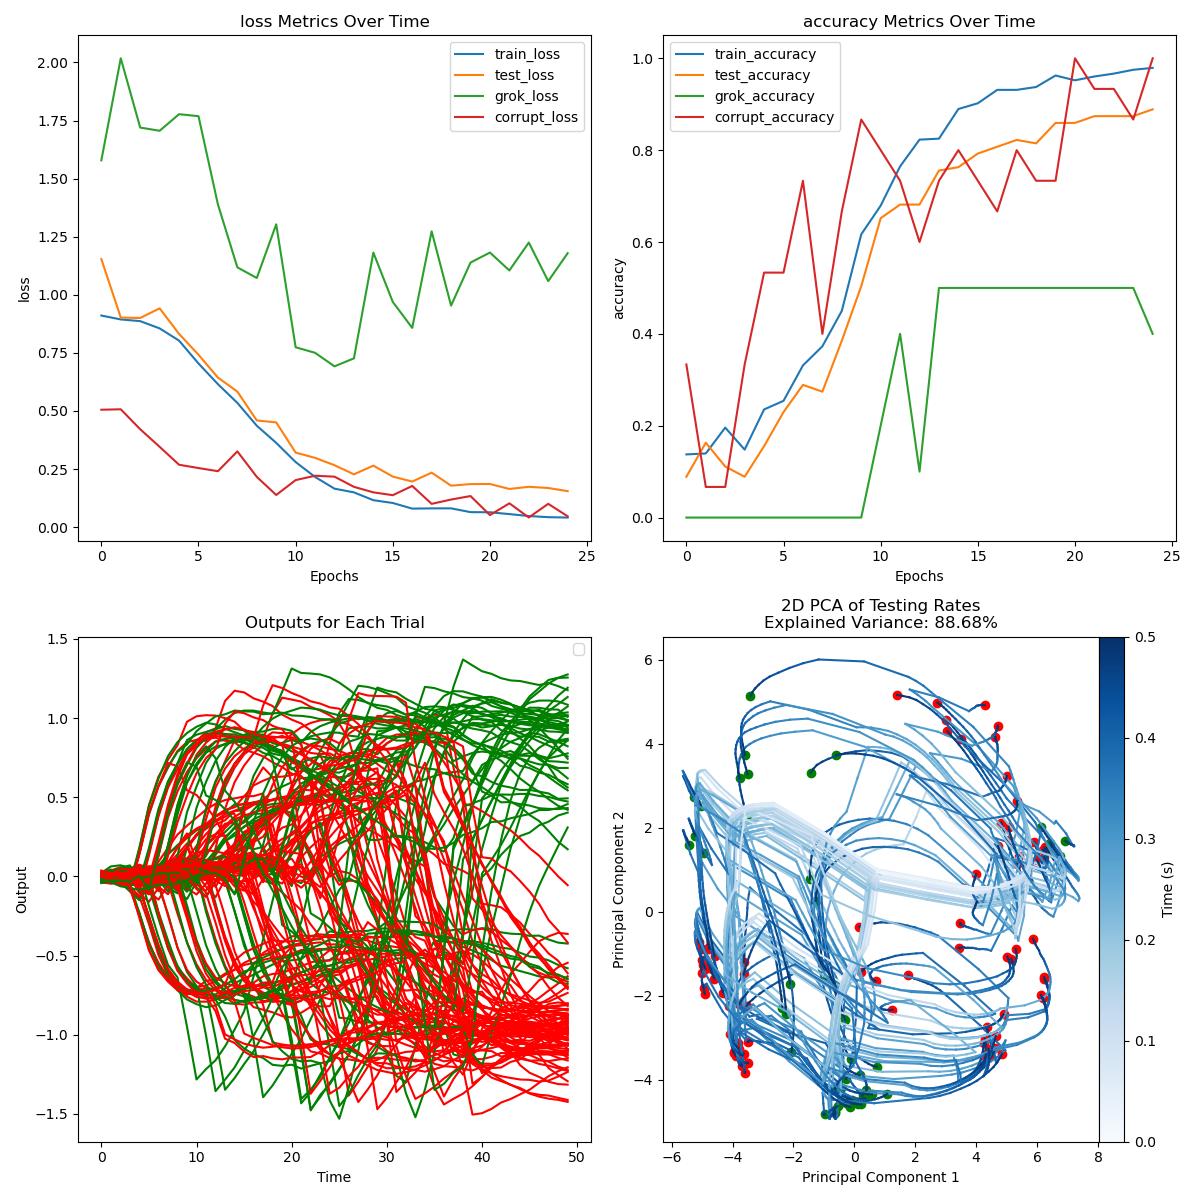 loss Metrics Over Time
2.00
1.75
1.50
1.25
1.00
0.75
0.50
0.25
0.00
loss
0
5
10
15
20
25
Epochs
train_loss
test_loss
grok_loss
corrupt_loss
accuracy Metrics Over Time
1.0
0.8
0.6
0.4
0.2
0.0
accuracy
0
5
10
15
20
25
Epochs
train_accuracy
test_accuracy
grok_accuracy
corrupt_accuracy
Outputs for Each Trial
1.5
1.0
0.5
0.0
−0.5
−1.0
−1.5
Output
0
10
20
30
40
50
Time
2D PCA of Testing Rates
Explained Variance: 88.68%
6
4
2
0
−2
−4
Principal Component 2
−6
−4
−2
0
2
4
6
8
Principal Component 1
0.5
0.4
0.3
0.2
0.1
0.0
Time (s)